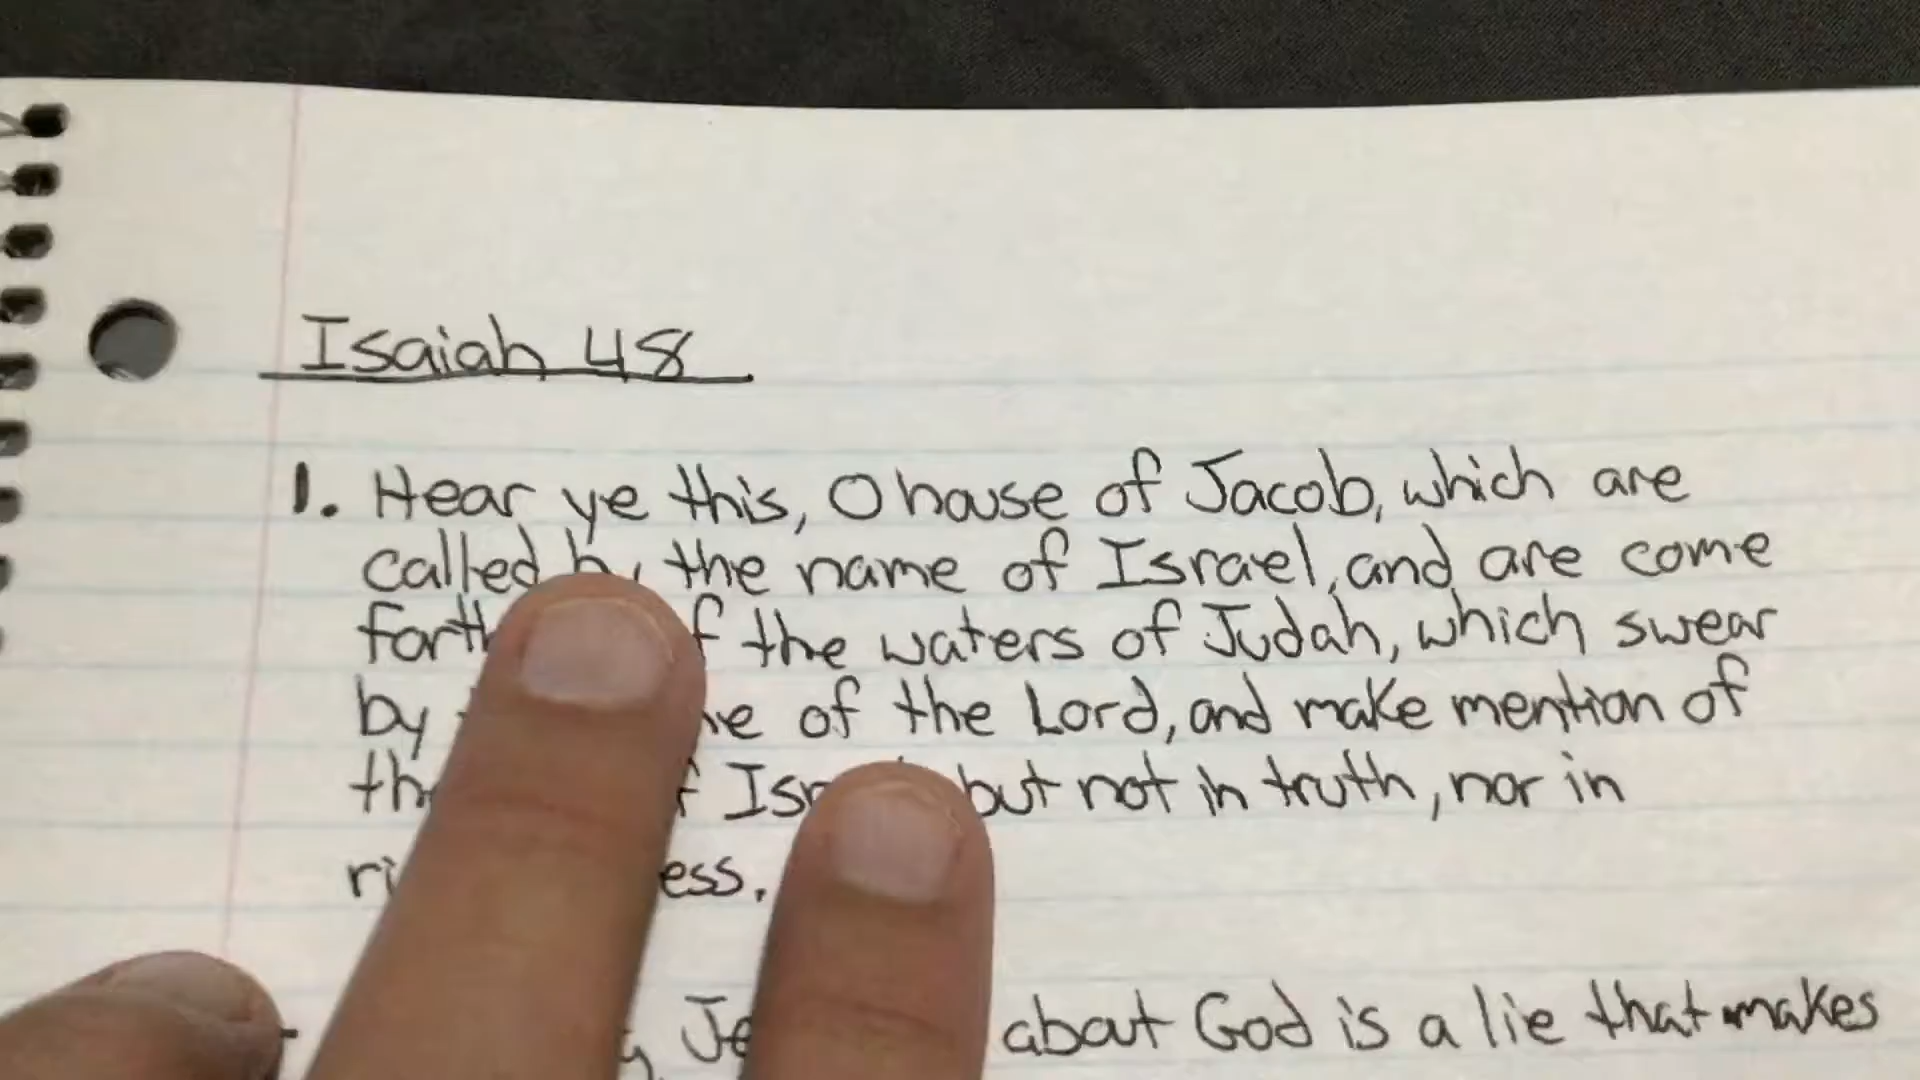 Isaiah 48
1. Hear ye this, O house of Jacob, which are
called the name of Israel, and are come
the waters of Judah, which swear
by of the Lord, and make mention of
but not in truth, nor in
about God is a lie that makes